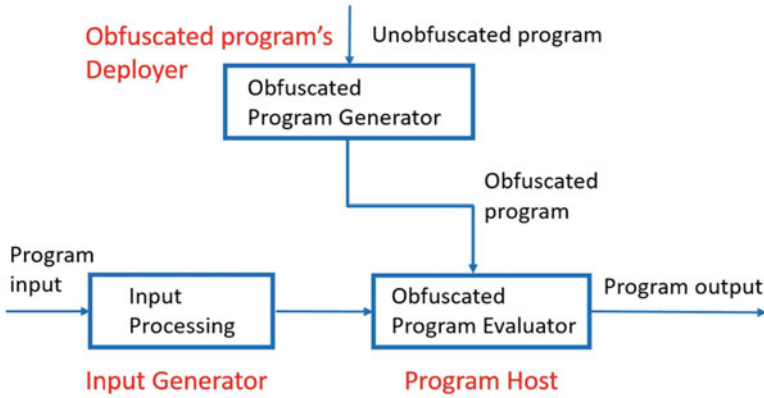 Obfuscated program's
Deployer
Unobfuscated program
Obfuscated
Program Generator
Obfuscated
program
Program
input
Input
Processing
Obfuscated
Program Evaluator
Program output
Input Generator
Program Host